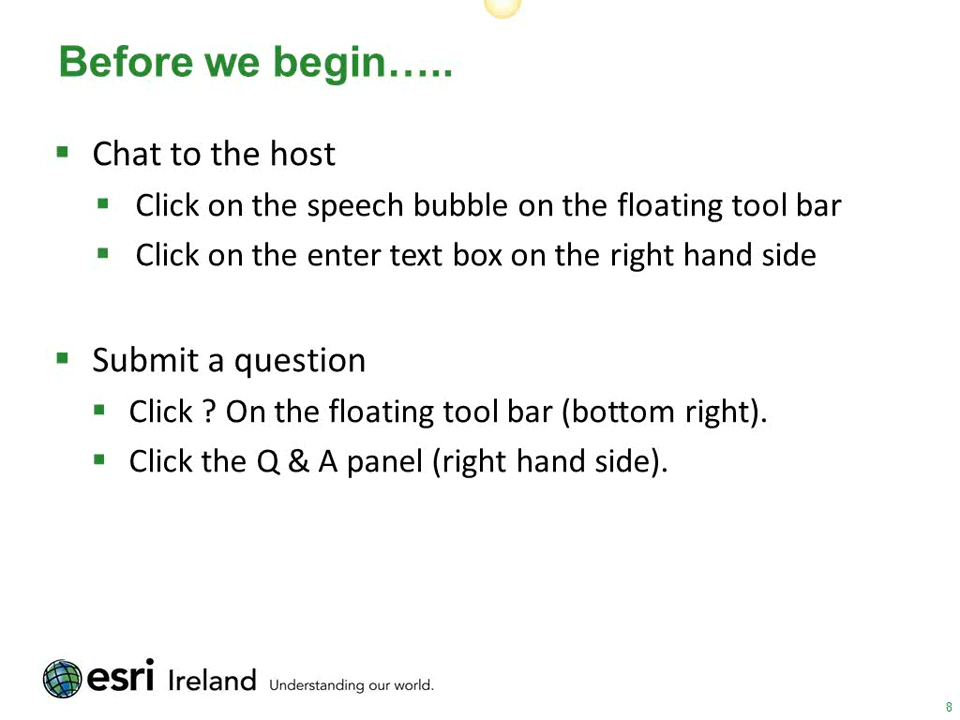 Before we begin…..
▪ Chat to the host
▪ Click on the speech bubble on the floating tool bar
▪ Click on the enter text box on the right hand side
▪ Submit a question
▪ Click ? On the floating tool bar (bottom right).
▪ Click the Q & A panel (right hand side).
esri Ireland Understanding our world.
8